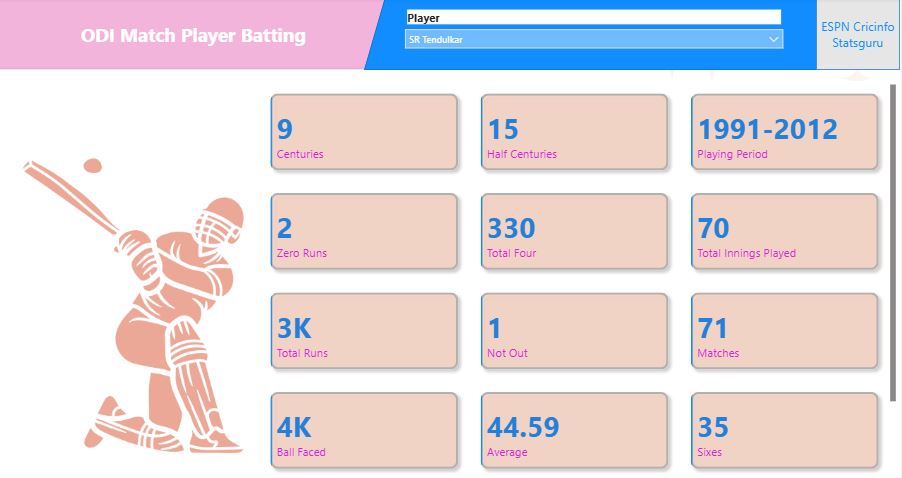 ODI Match Player Batting
Player
SR Tendulkar
ESPN Cricinfo
Statsguru
9
Centuries
15
Half Centuries
1991-2012
Playing Period
2
Zero Runs
330
Total Four
70
Total Innings Played
3K
Total Runs
1
Not Out
71
Matches
4K
Ball Faced
44.59
Average
35
Sixes